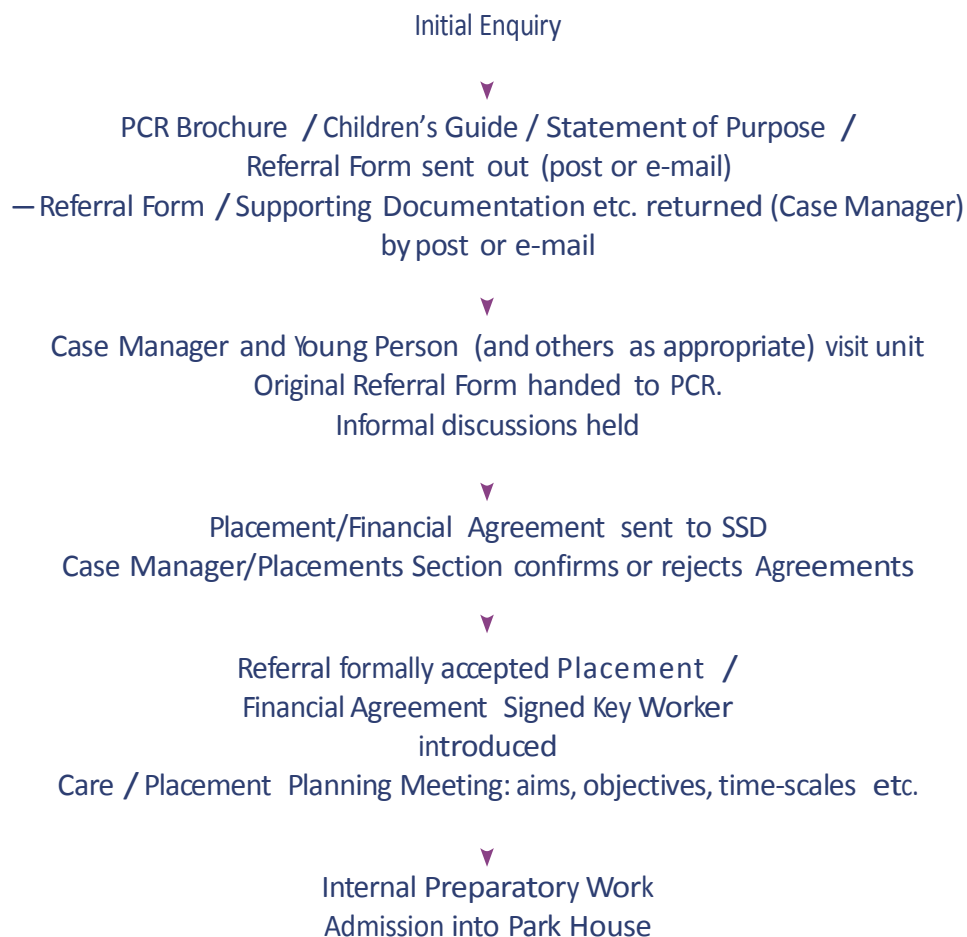 Initial Enquiry
PCR Brochure / Children's Guide / Statement of Purpose /
Referral Form sent out (post or e-mail)
– Referral Form / Supporting Documentation etc. returned (Case Manager)
by post or e-mail
Case Manager and Young Person (and others as appropriate) visit unit
Original Referral Form handed to PCR.
Informal discussions held
Placement/Financial Agreement sent to SSD
Case Manager/Placements Section confirms or rejects Agreements
Referral formally accepted Placement /
Financial Agreement Signed Key Worker
introduced
Care / Placement Planning Meeting: aims, objectives, time-scales etc.
Internal Preparatory Work
Admission into Park House